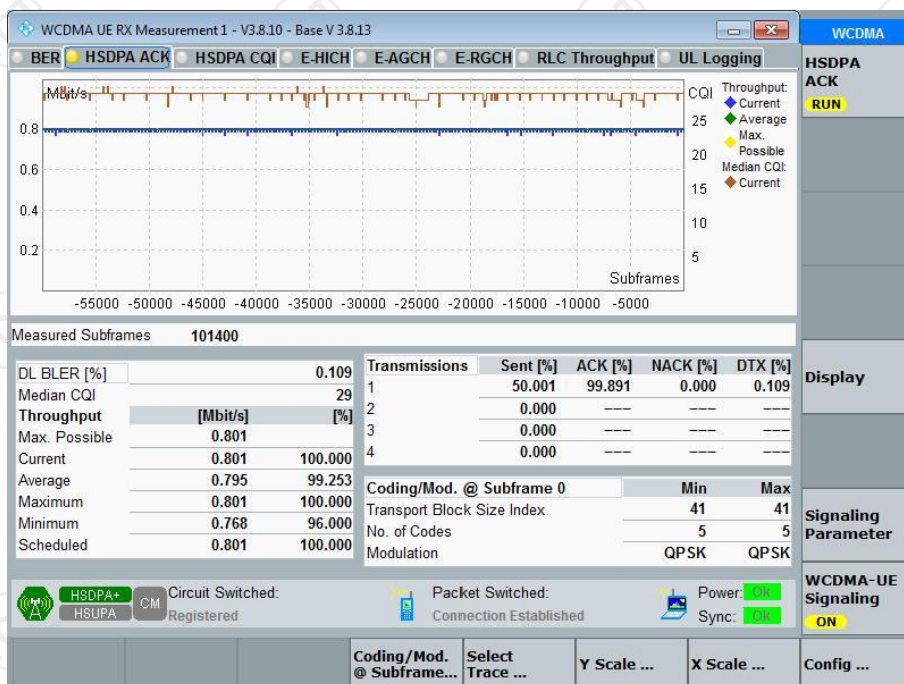 WCDMA UE RX Measurement 1 - V3.8.10 - Base V 3.8.13
WCDMA
BER HSDPA ACK HSDPA CQI E-HICH E-AGCH E-RGCH RLC Throughput UL Logging
HSDPA
ACK
RUN
Mbit/s
CQI
Throughput:
Current
Average
Max.
Possible
Median CQI:
Current
0.8
0.6
0.4
0.2
25
20
15
10
5
Subframes
-55000 -50000 -45000 -40000 -35000 -30000 -25000 -20000 -15000 -10000 -5000
Measured Subframes 101400
DL BLER [%] 0.109
Median CQI 29
Throughput [Mbit/s] [%]
Max. Possible 0.801
Current 0.801 100.000
Average 0.795 99.253
Maximum 0.801 100.000
Minimum 0.768 96.000
Scheduled 0.801 100.000
Transmissions Sent [%] ACK [%] NACK [%] DTX [%]
1 50.001 99.891 0.000 0.109
2 0.000 --- --- ---
3 0.000 --- --- ---
4 0.000 --- --- ---
Coding/Mod. @ Subframe 0 Min Max
Transport Block Size Index 41 41
No. of Codes 5 5
Modulation QPSK QPSK
Display
Signaling
Parameter
WCDMA-UE
Signaling
ON
HSDPA+
HSUPA
CM
Circuit Switched:
Registered
Packet Switched:
Connection Established
Power: Ok
Sync: Ok
Coding/Mod.
@ Subframe...
Select
Trace ...
Y Scale ...
X Scale ...
Config ...